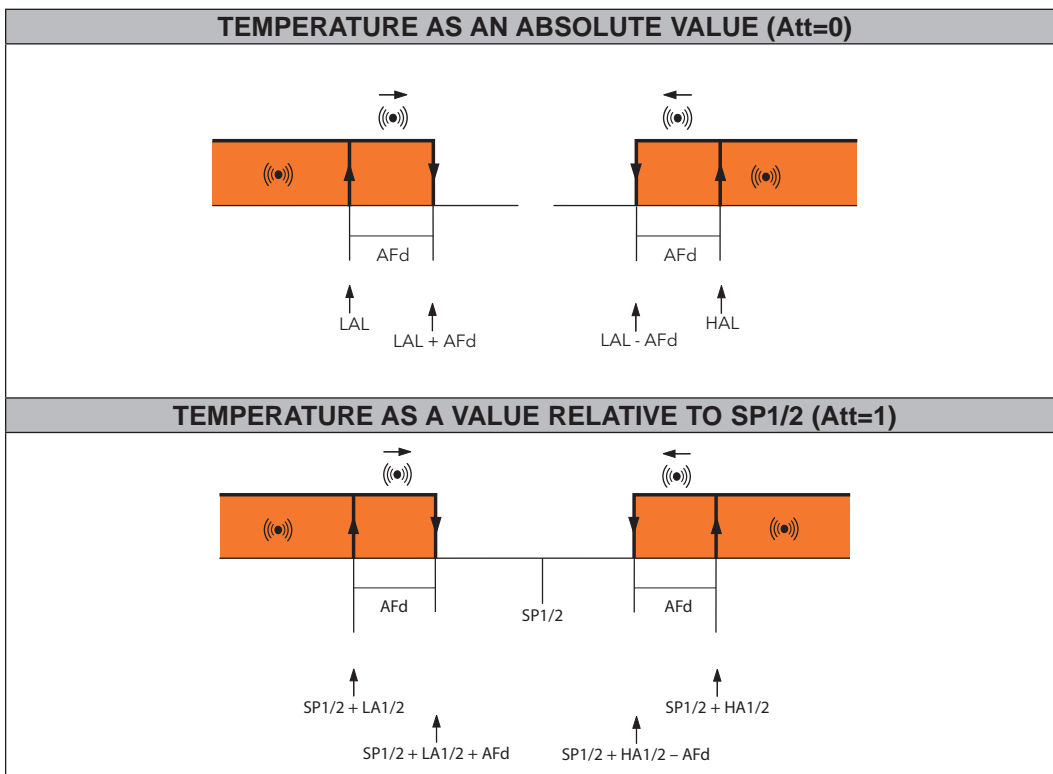 TEMPERATURE AS AN ABSOLUTE VALUE (Att=0)
AFd
AFd
LAL
LAL + AFd
LAL - AFd
HAL
TEMPERATURE AS A VALUE RELATIVE TO SP1/2 (Att=1)
AFd
SP1/2
AFd
SP1/2 + LA1/2
SP1/2 + HA1/2
SP1/2 + LA1/2 + AFd
SP1/2 + HA1/2 – AFd